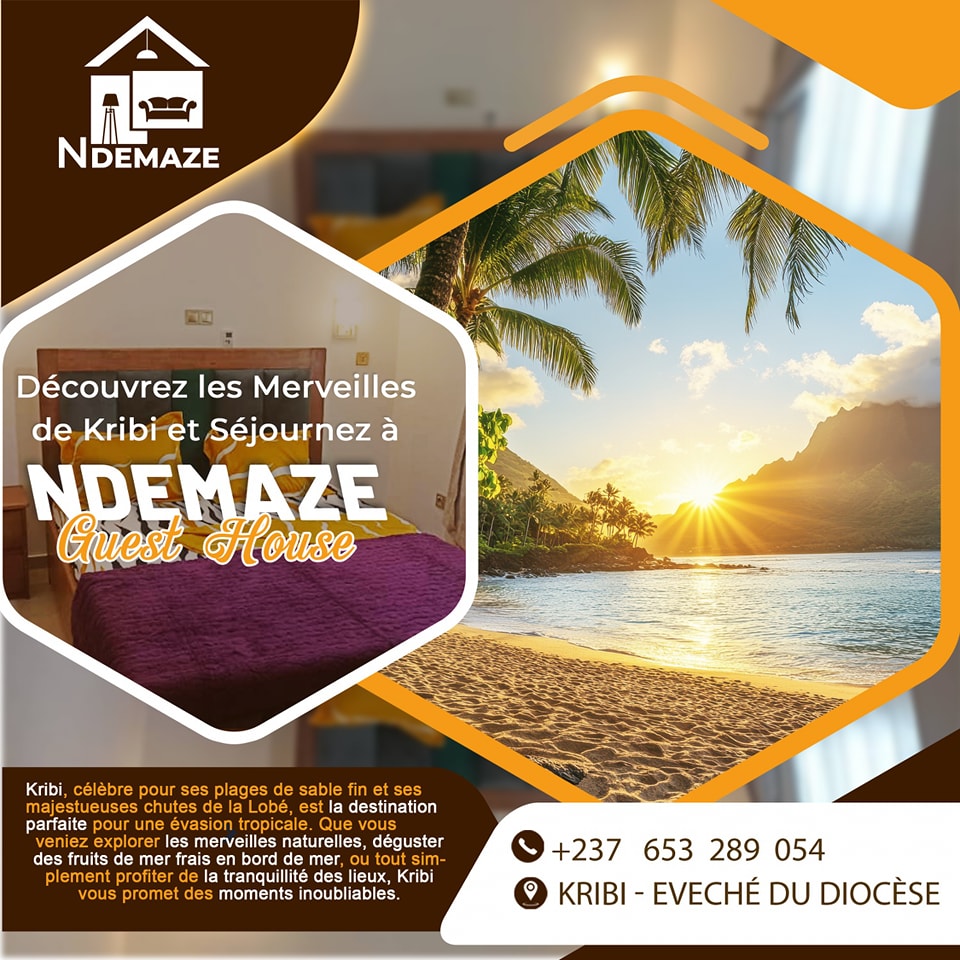 NDEMAZE
Découvrez les Merveilles
de Kribi et Séjournez à
NDEMAZE
Guest House
Kribi, célèbre pour ses plages de sable fin et ses
majestueuses chutes de la Lobé, est la destination
parfaite pour une évasion tropicale. Que vous
veniez explorer les merveilles naturelles, déguster
des fruits de mer frais en bord de mer, ou tout sim-
plement profiter de la tranquillité des lieux, Kribi
vous promet des moments inoubliables.
+237 653 289 054
KRIBI - EVECHÉ DU DIOCÈSE